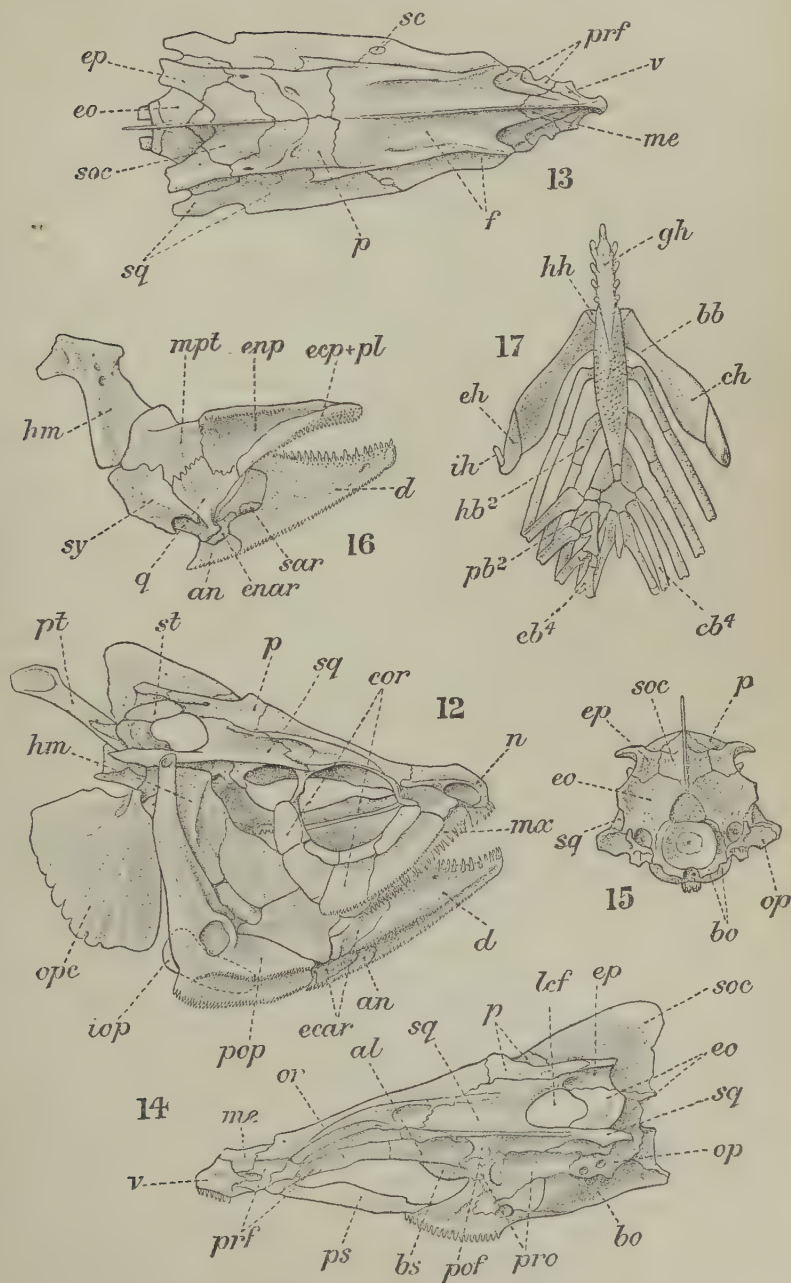 sc
prf
v
ep
eo
soc
sq
p
f
me
13
gh
hh
bb
17
ch
eh
ih
hb²
pb²
eb⁴
cb⁴
mpt
enp
ecp+pl
hm
d
sy
q
an
enar
sar
16
pt
st
p
sq
cor
12
n
hm
mx
d
opc
iop
pop
ecar
an
soc
p
ep
eo
sq
15
op
bo
al
sq
p
lcf
ep
soc
or
eo
14
me
sq
op
v
prf
ps
bs
pof
pro
bo